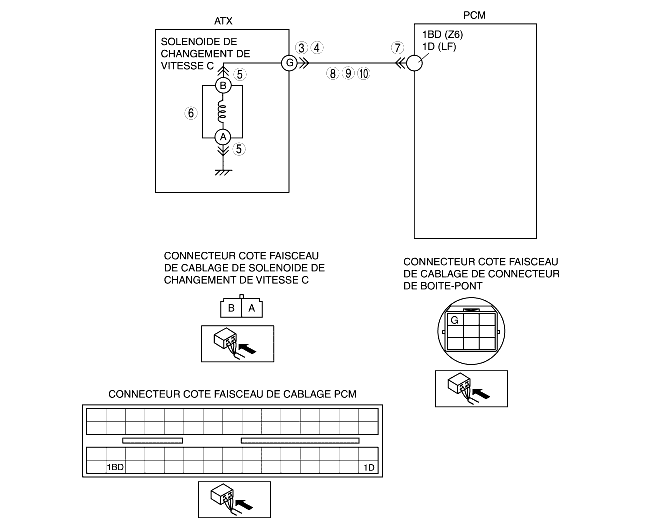 ATX
PCM
SOLENOIDE DE
CHANGEMENT DE
VITESSE C
1BD (Z6)
1D (LF)
3 4
7
G
5
8 9 10
B
6
A
5
CONNECTEUR COTE FAISCEAU
DE CABLAGE DE SOLENOIDE DE
CHANGEMENT DE VITESSE C
B A
CONNECTEUR COTE FAISCEAU
DE CABLAGE DE CONNECTEUR
DE BOITE-PONT
G
CONNECTEUR COTE FAISCEAU DE CABLAGE PCM
1BD 1D